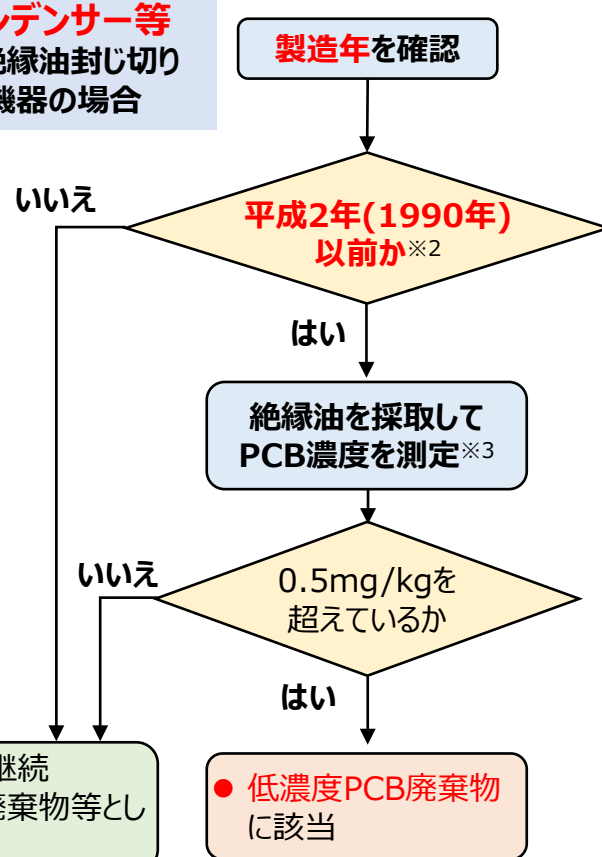 ンデンサー等
絶縁油封じ切り
機器の場合
製造年を確認
いいえ
平成2年(1990年)
以前か※2
はい
絶縁油を採取して
PCB濃度を測定※3
いいえ
0.5mg/kgを
超えているか
はい
継続
廃棄物等とし
● 低濃度PCB廃棄物
に該当